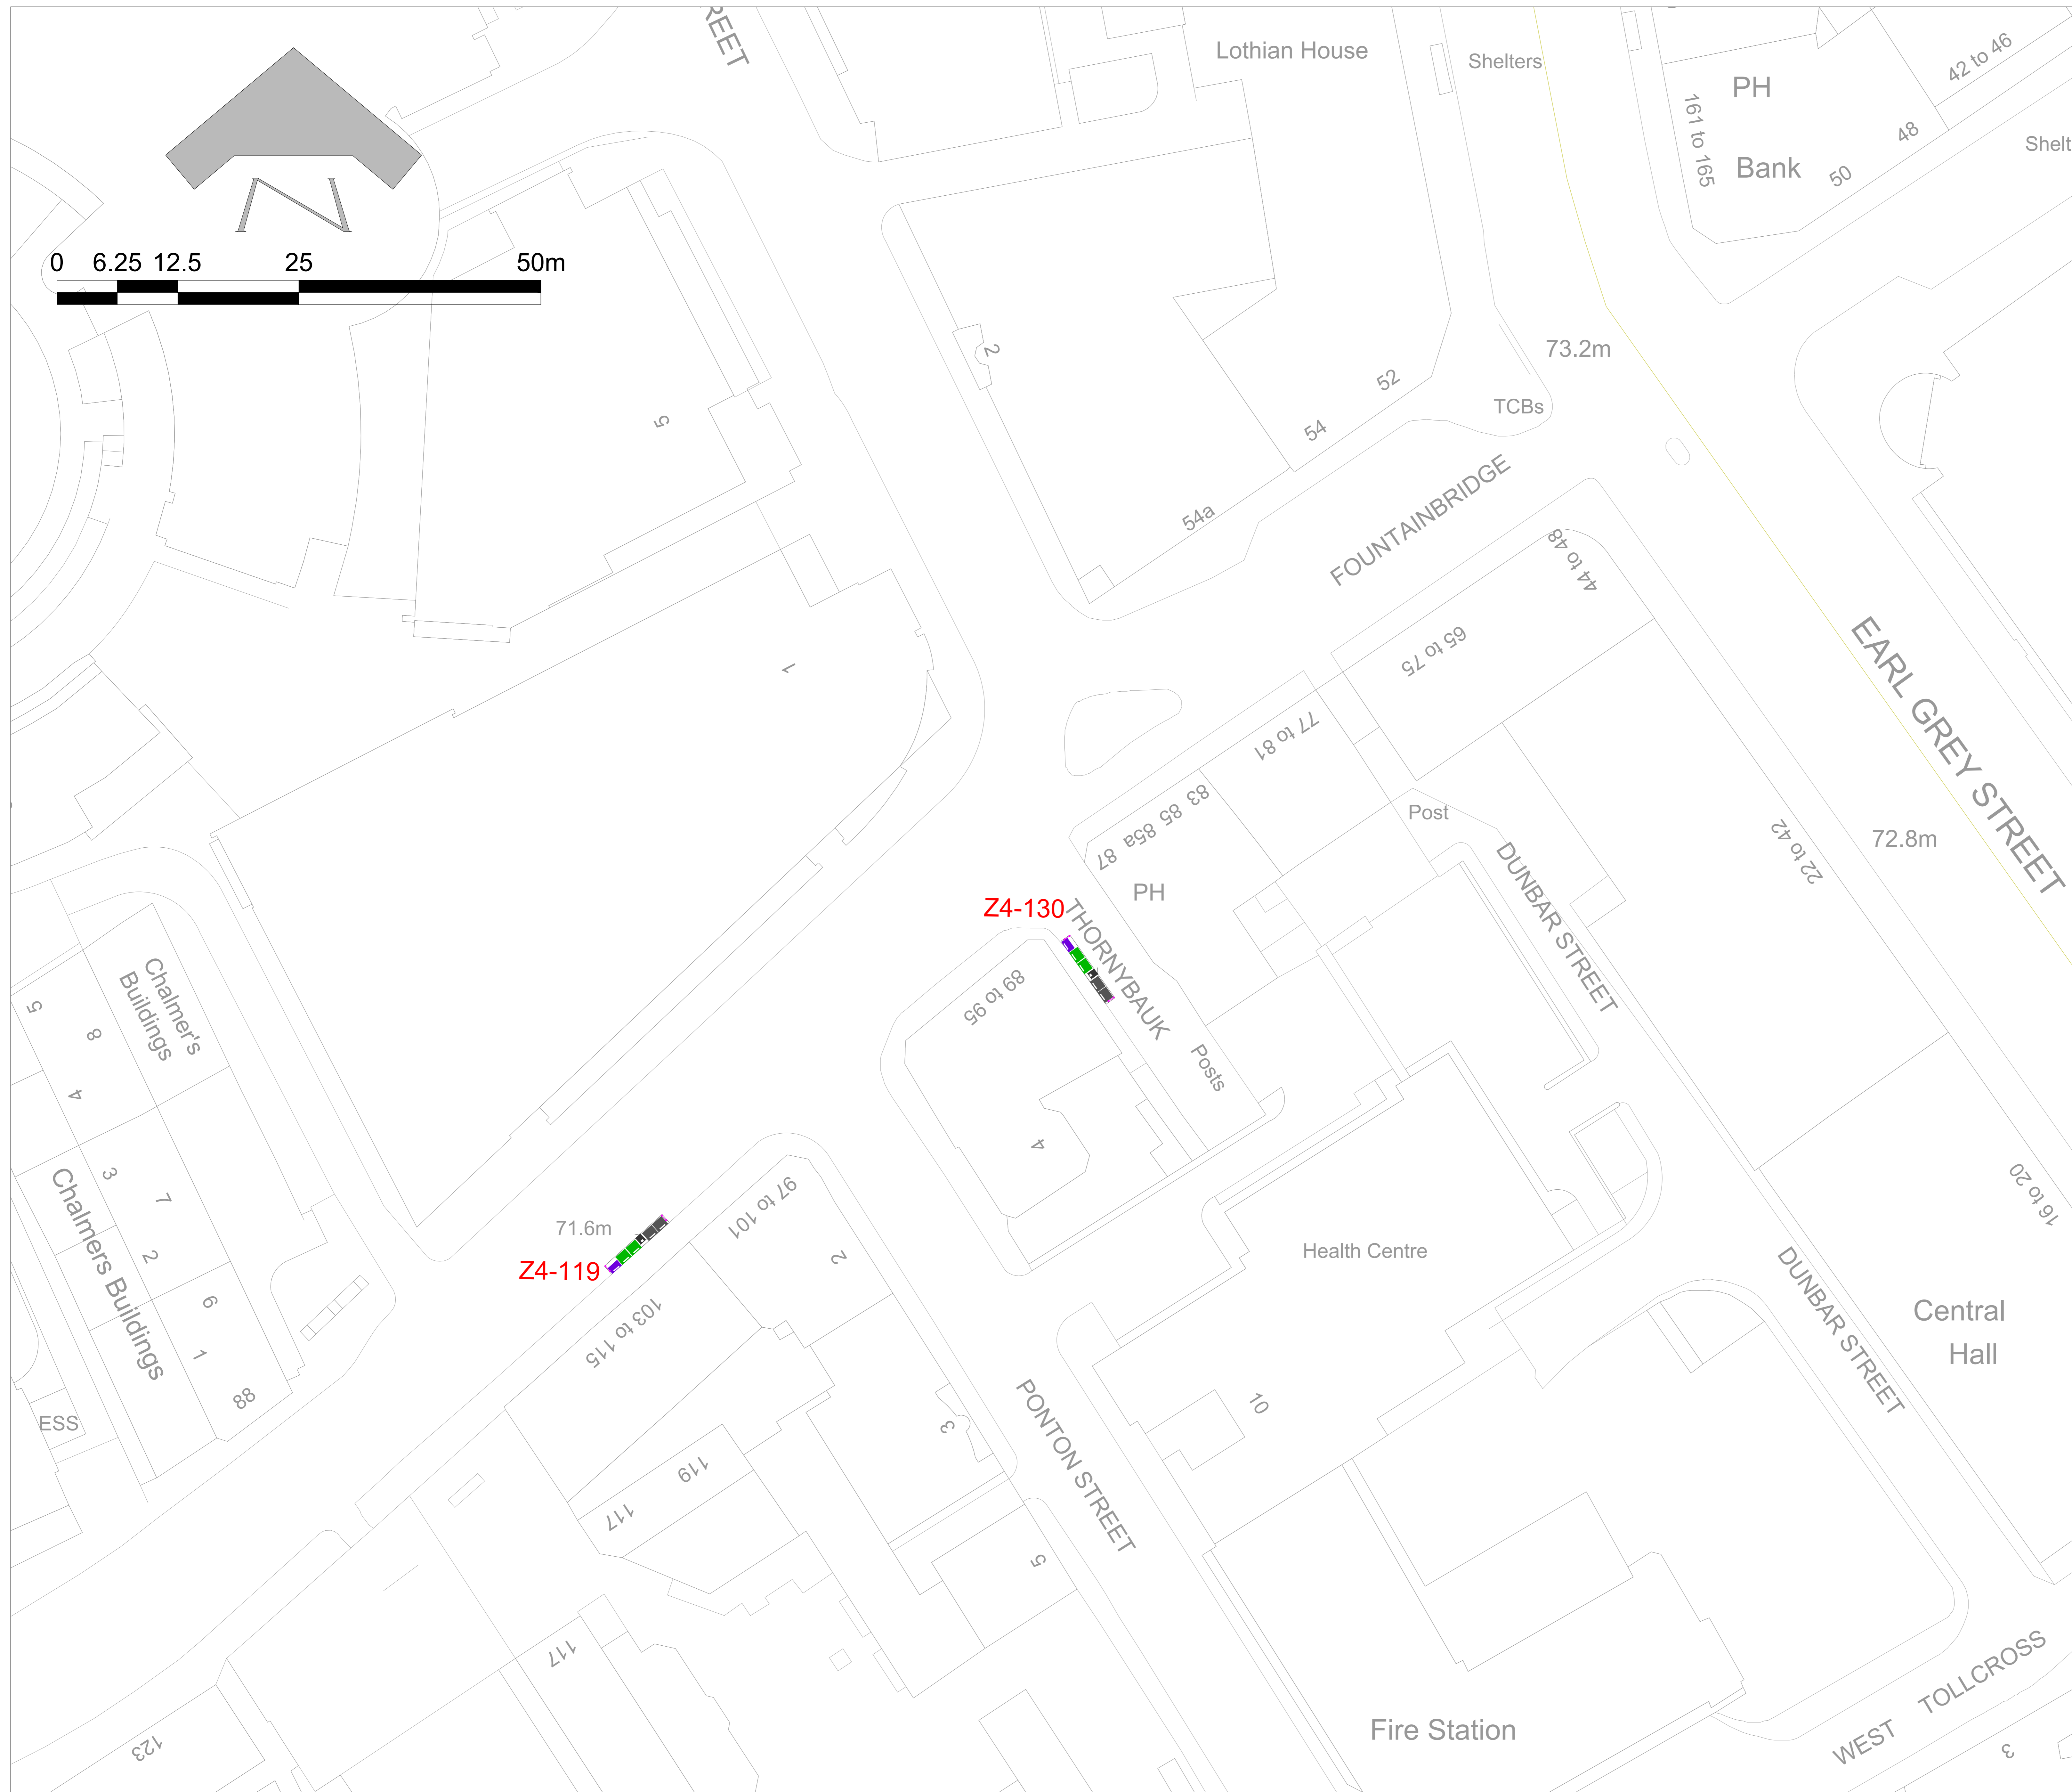 REET
Lothian House
Shelters
PH
Bank
161 to 165
42 to 46
48
50
Shelt
N
0 6.25 12.5 25 50m
2
5
52
54
54a
73.2m
TCBs
FOUNTAINBRIDGE
44 to 48
65 to 75
EARL GREY STREET
1
77 to 81
83
85
85a
87
PH
Post
DUNBAR STREET
22 to 42
72.8m
Z4-130
THORNYBAUK
Posts
89 to 95
4
Chalmer's
Buildings
5
8
4
3
7
2
6
1
88
Chalmers Buildings
ESS
71.6m
Z4-119
97 to 101
2
103 to 115
Health Centre
16 to 20
DUNBAR STREET
Central
Hall
10
PONTON STREET
3
119
117
5
117
123
Fire Station
WEST TOLLCROSS
3